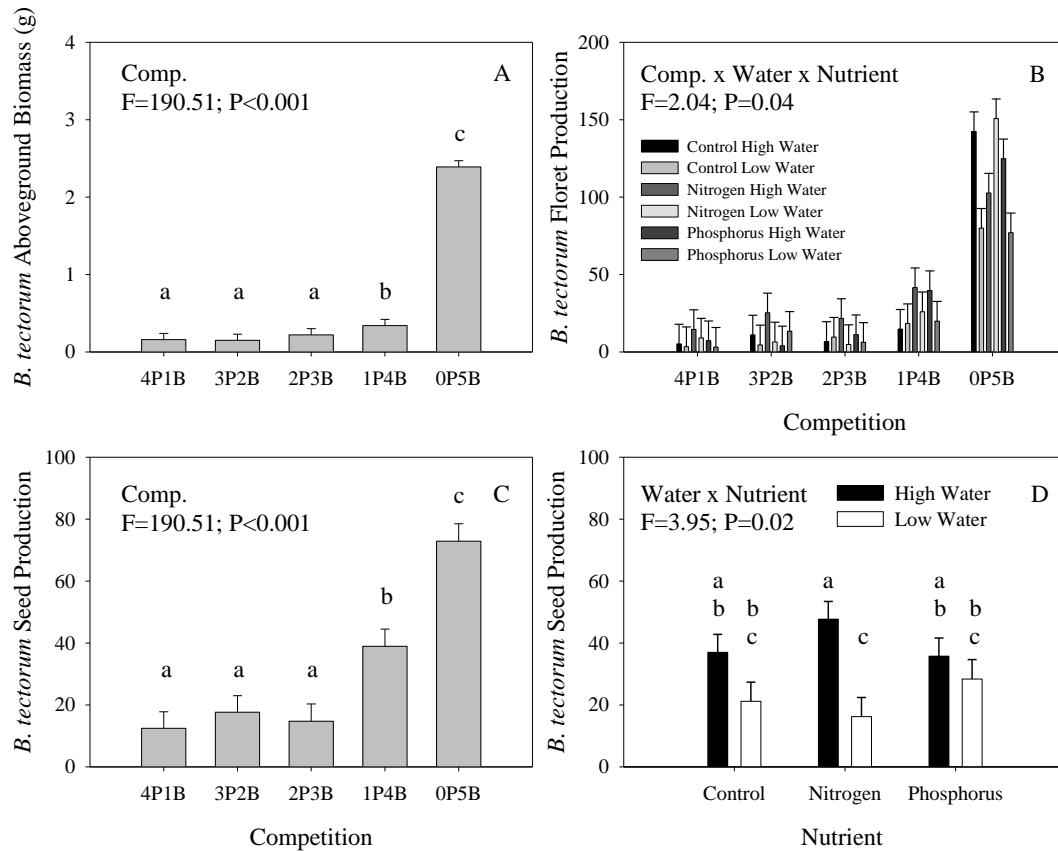 B. tectorum Aboveground Biomass (g)
4
3
2
1
0
Comp.
F=190.51; P<0.001
A
a
a
a
b
c
4P1B
3P2B
2P3B
1P4B
0P5B
B. tectorum Floret Production
200
150
100
50
0
Comp. x Water x Nutrient
F=2.04; P=0.04
B
Control High Water
Control Low Water
Nitrogen High Water
Nitrogen Low Water
Phosphorus High Water
Phosphorus Low Water
4P1B
3P2B
2P3B
1P4B
0P5B
Competition
B. tectorum Seed Production
100
80
60
40
20
0
Comp.
F=190.51; P<0.001
C
a
a
a
b
c
4P1B
3P2B
2P3B
1P4B
0P5B
Competition
B. tectorum Seed Production
100
80
60
40
20
0
Water x Nutrient
F=3.95; P=0.02
High Water
Low Water
D
a
b
b
c
a
c
a
b
b
c
Control
Nitrogen
Phosphorus
Nutrient